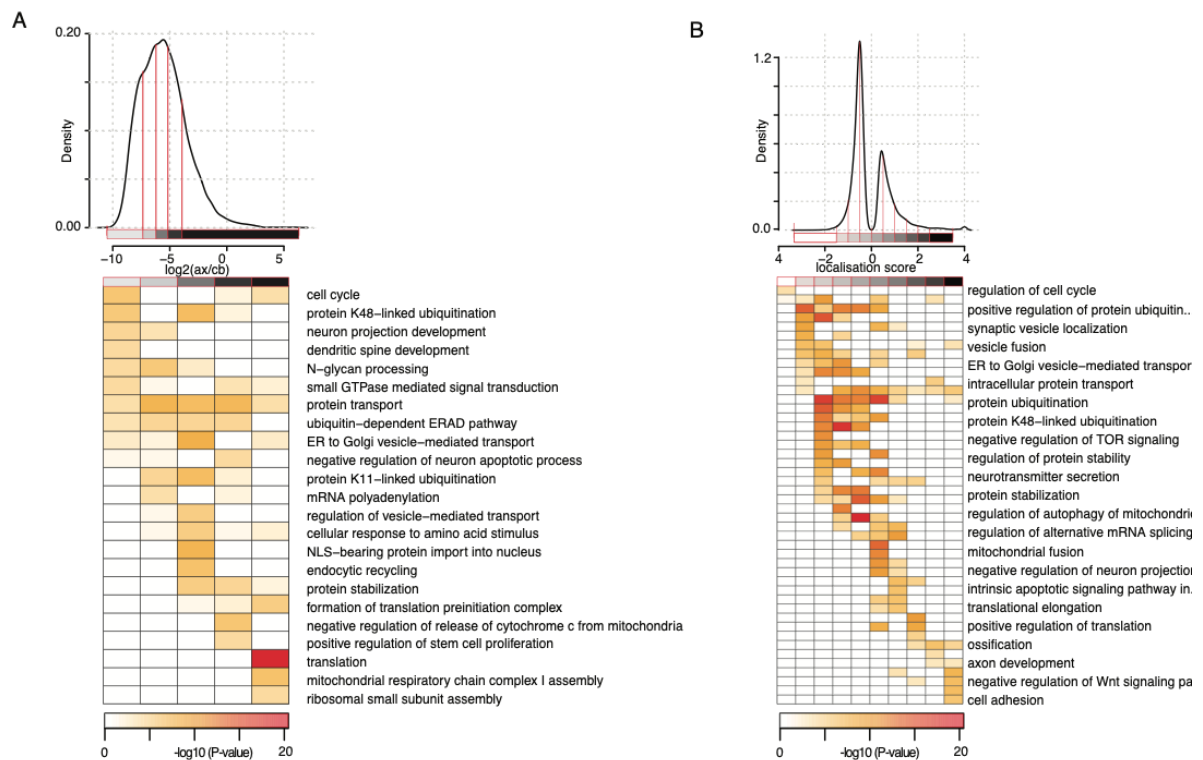 A
0.20
Density
0.00
−10
−5
0
5
log2(ax/cb)
cell cycle
protein K48−linked ubiquitination
neuron projection development
dendritic spine development
N−glycan processing
small GTPase mediated signal transduction
protein transport
ubiquitin−dependent ERAD pathway
ER to Golgi vesicle−mediated transport
negative regulation of neuron apoptotic process
protein K11−linked ubiquitination
mRNA polyadenylation
regulation of vesicle−mediated transport
cellular response to amino acid stimulus
NLS−bearing protein import into nucleus
endocytic recycling
protein stabilization
formation of translation preinitiation complex
negative regulation of release of cytochrome c from mitochondria
positive regulation of stem cell proliferation
translation
mitochondrial respiratory chain complex I assembly
ribosomal small subunit assembly
0
-log10 (P-value)
20
B
1.2
Density
0.0
4
−2
0
2
4
localisation score
regulation of cell cycle
positive regulation of protein ubiquitin..
synaptic vesicle localization
vesicle fusion
ER to Golgi vesicle−mediated transport
intracellular protein transport
protein ubiquitination
protein K48−linked ubiquitination
negative regulation of TOR signaling
regulation of protein stability
neurotransmitter secretion
protein stabilization
regulation of autophagy of mitochondrio
regulation of alternative mRNA splicing
mitochondrial fusion
negative regulation of neuron projection
intrinsic apoptotic signaling pathway in.
translational elongation
positive regulation of translation
ossification
axon development
negative regulation of Wnt signaling pa
cell adhesion
0
-log10 (P-value)
20